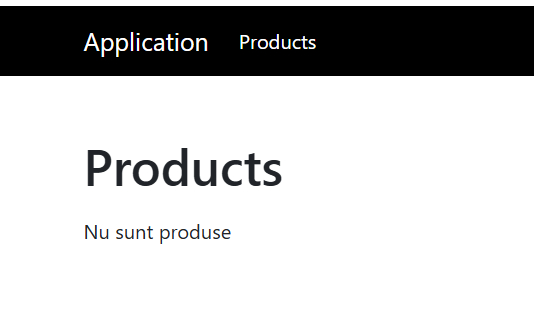 Application Products
Products
Nu sunt produse